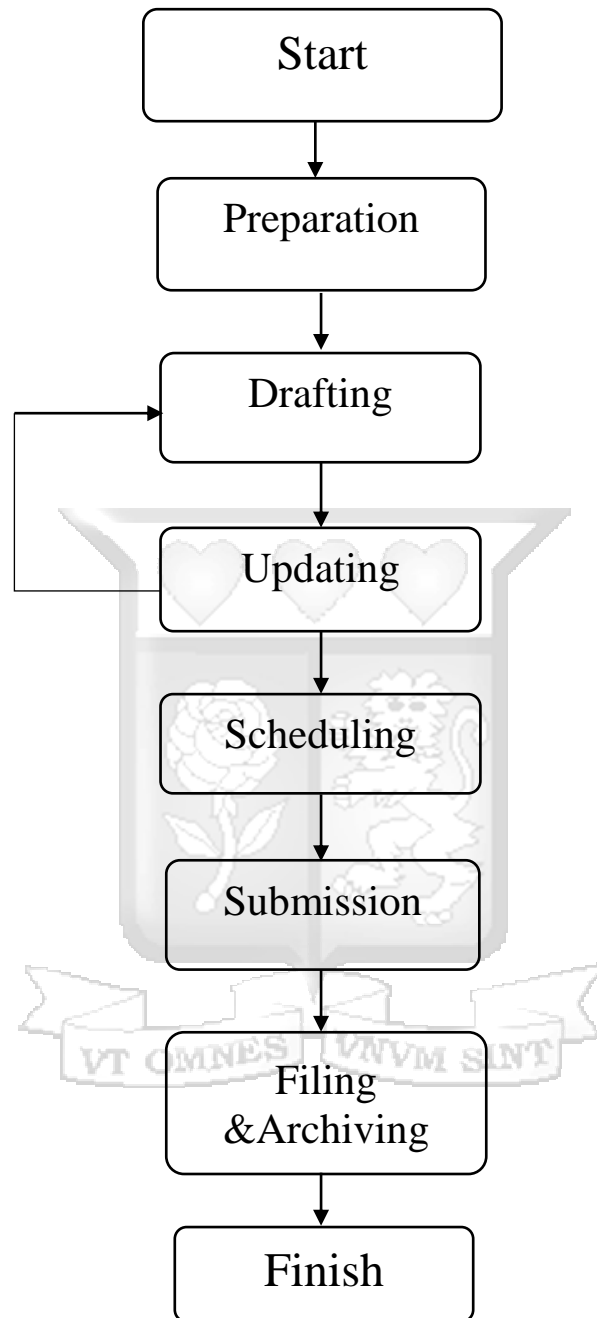 Start
Preparation
Drafting
Updating
Scheduling
Submission
VT OMNES VNVM SINT
Filing
&Archiving
Finish